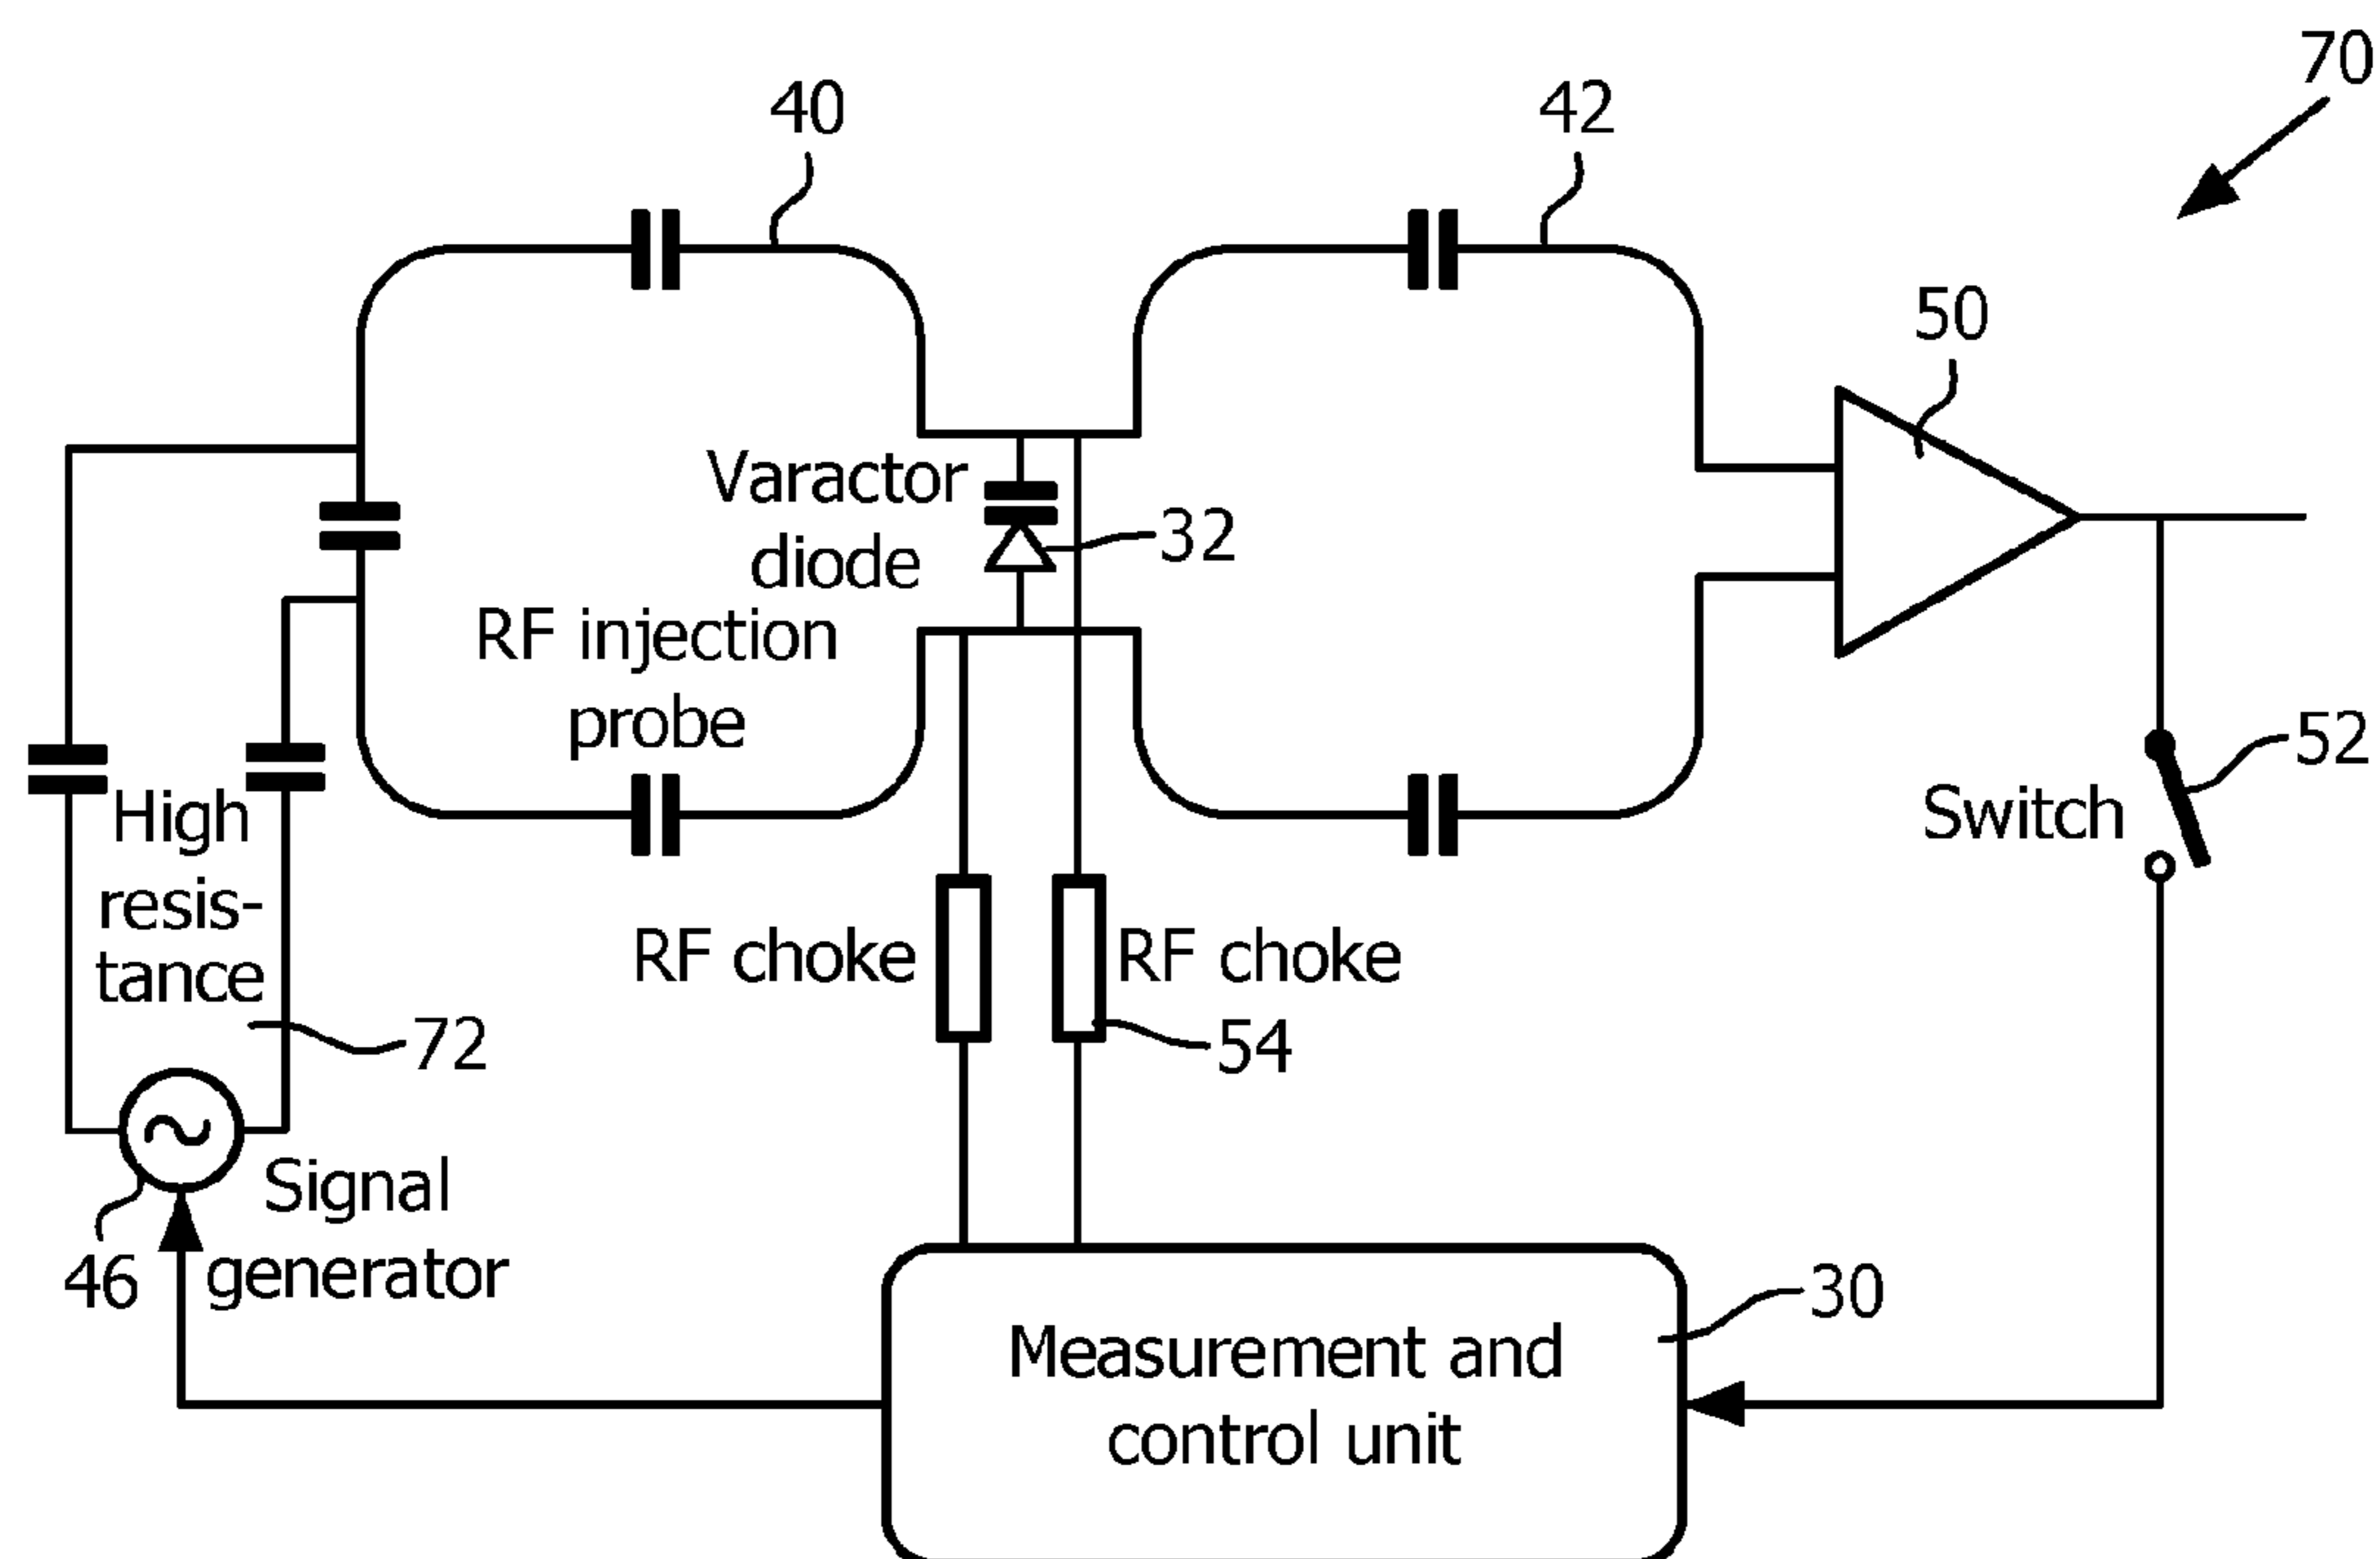 70
40
42
50
Varactor
diode
32
RF injection
probe
52
Switch
High
resis-
tance
RF choke
RF choke
72
54
46
Signal
generator
30
Measurement and
control unit